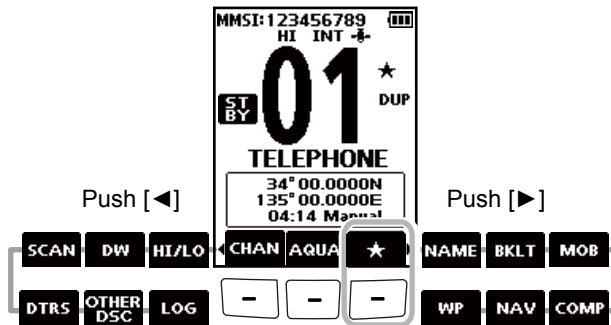 MMSI:123456789
HI INT
01
★
ST BY
DUP
TELEPHONE
34°00.0000N
135°00.0000E
04:14 Manual
Push [◄]
Push [►]
SCAN DW HI/LO CHAN AQUA ★ NAME BKLT MOB
DTRS OTHER DSC LOG - - - WP NAV COMP